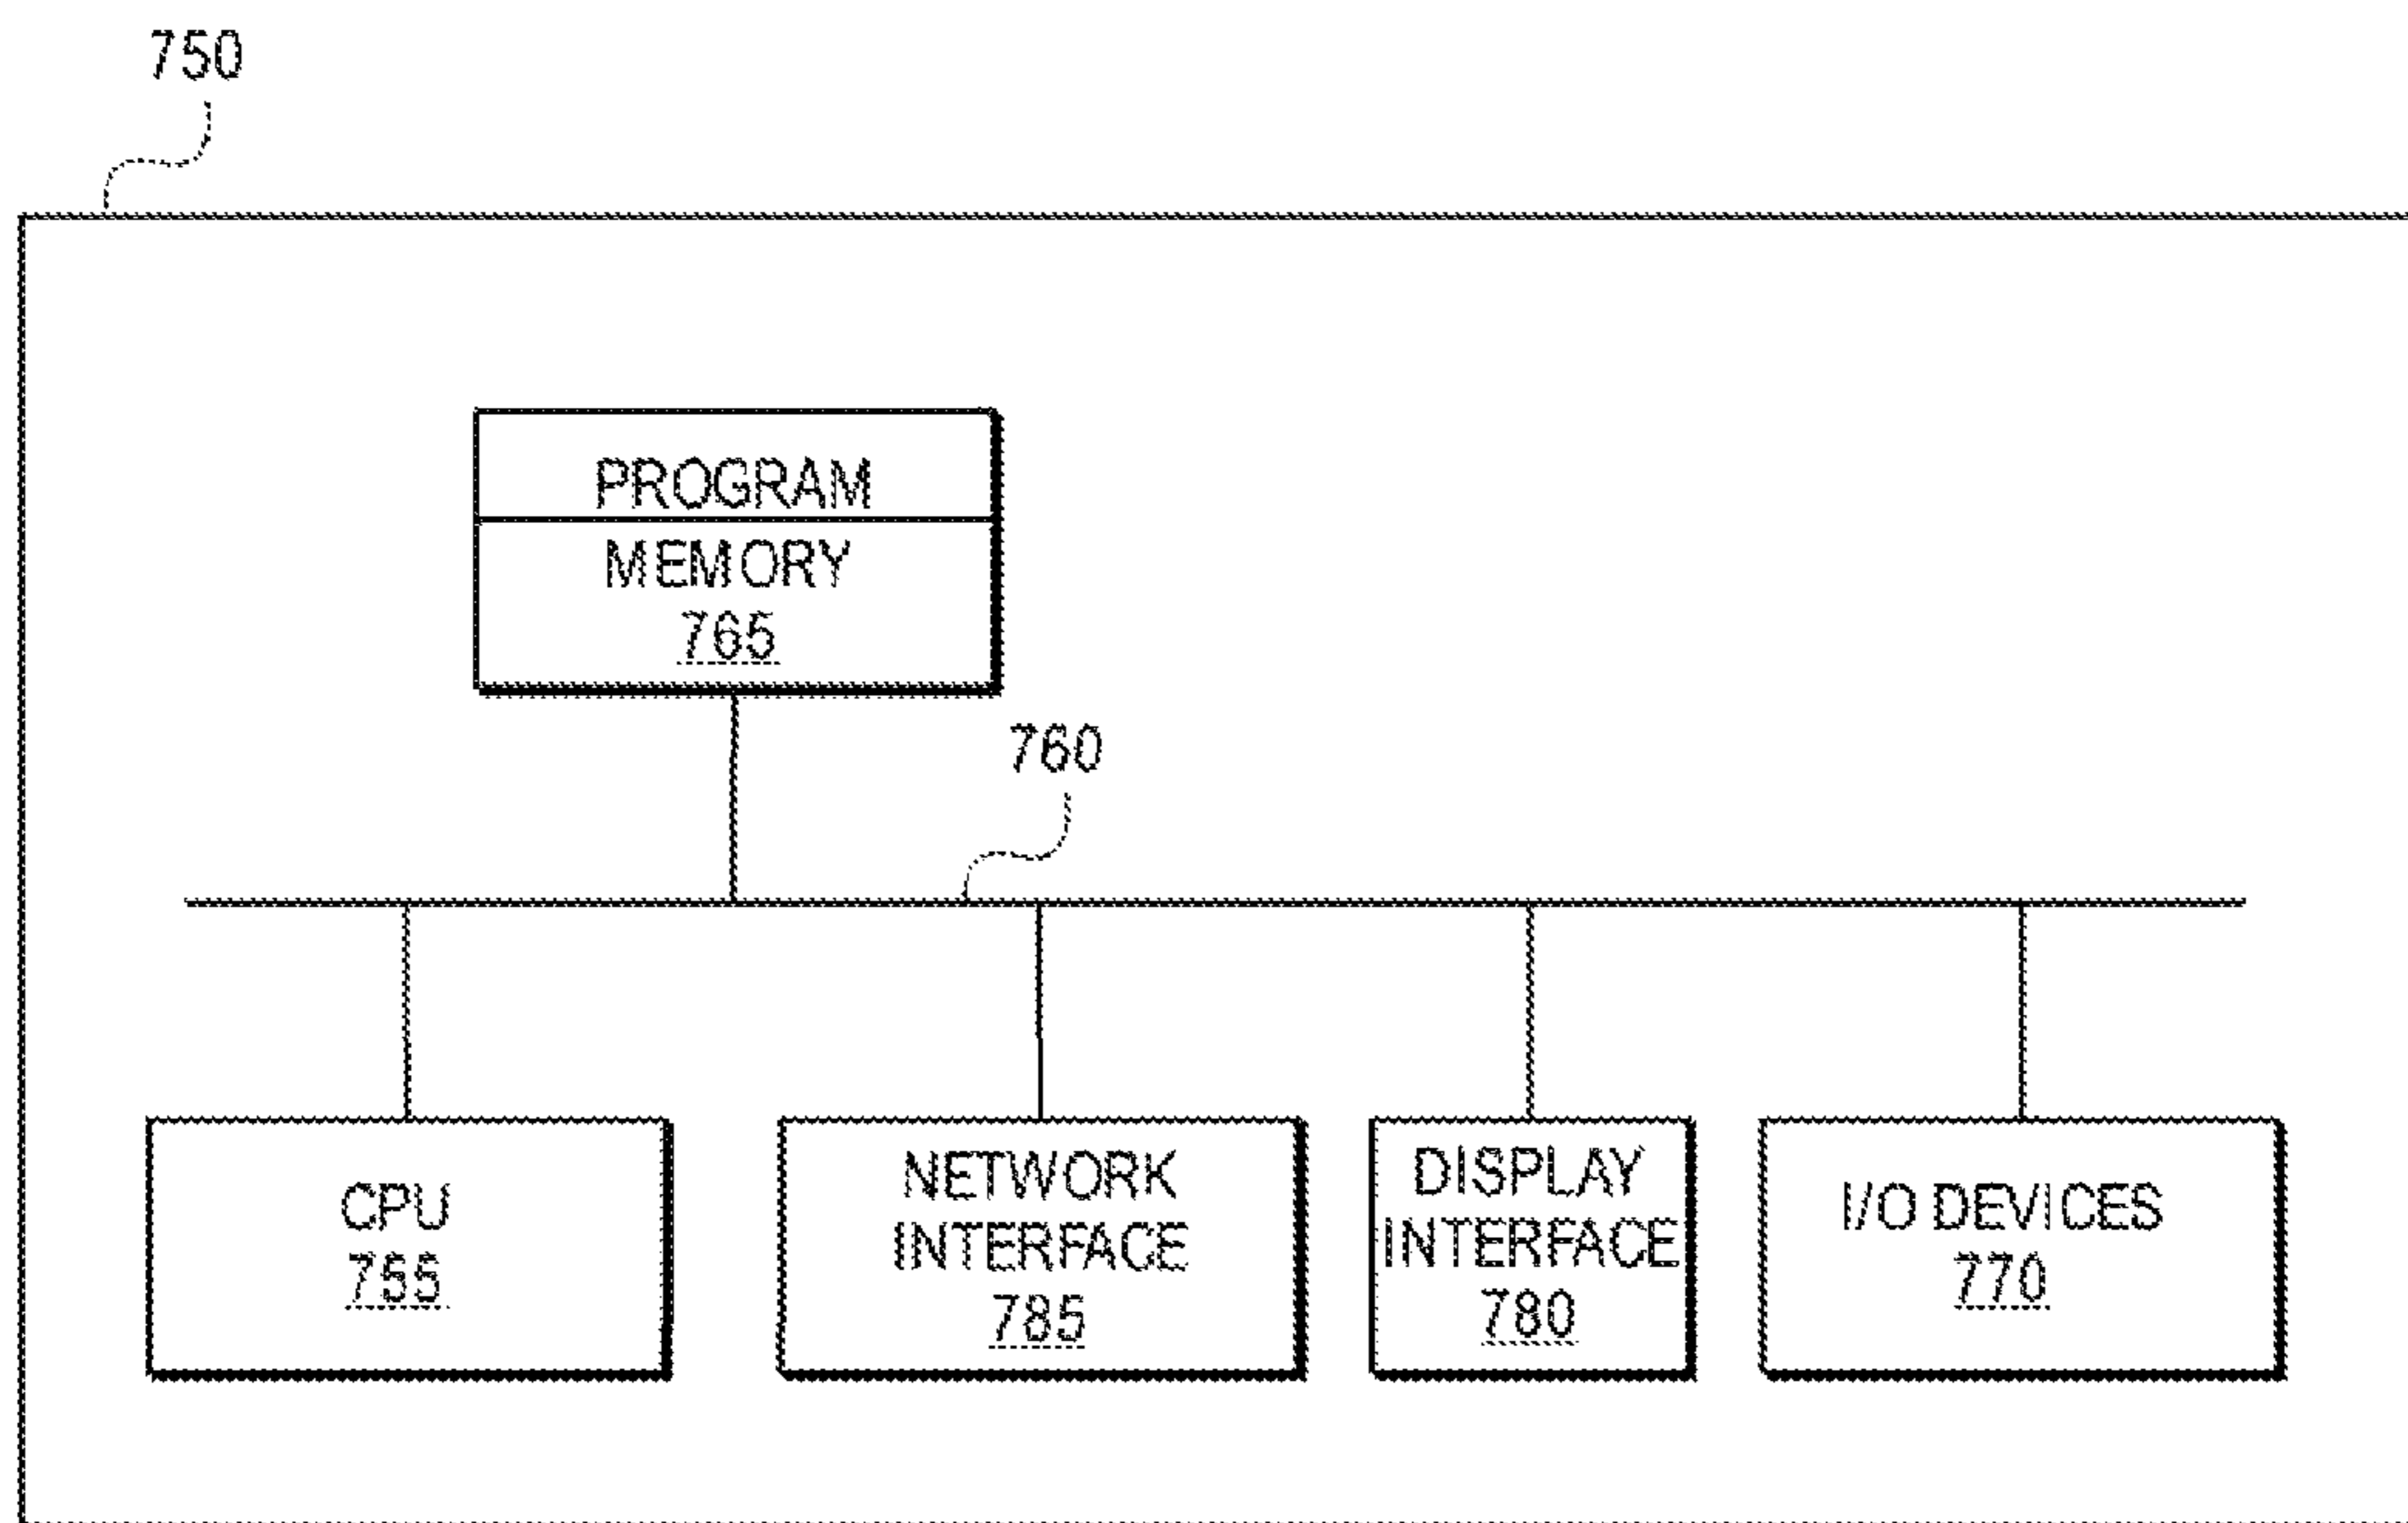 750
PROGRAM
MEMORY
765
760
CPU
755
NETWORK
INTERFACE
785
DISPLAY
INTERFACE
780
I/O DEVICES
770